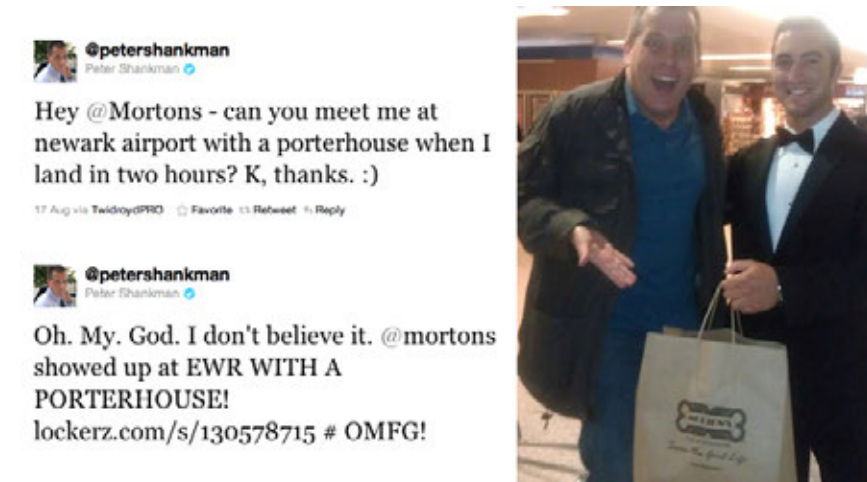 @petershankman
Peter Shankman
Hey @Mortons - can you meet me at
newark airport with a porterhouse when I
land in two hours? K, thanks. :)
17 Aug via TwidroydPRO Favorite Retweet Reply
@petershankman
Peter Shankman
Oh. My. God. I don't believe it. @mortons
showed up at EWR WITH A
PORTERHOUSE!
lockerz.com/s/130578715 # OMFG!